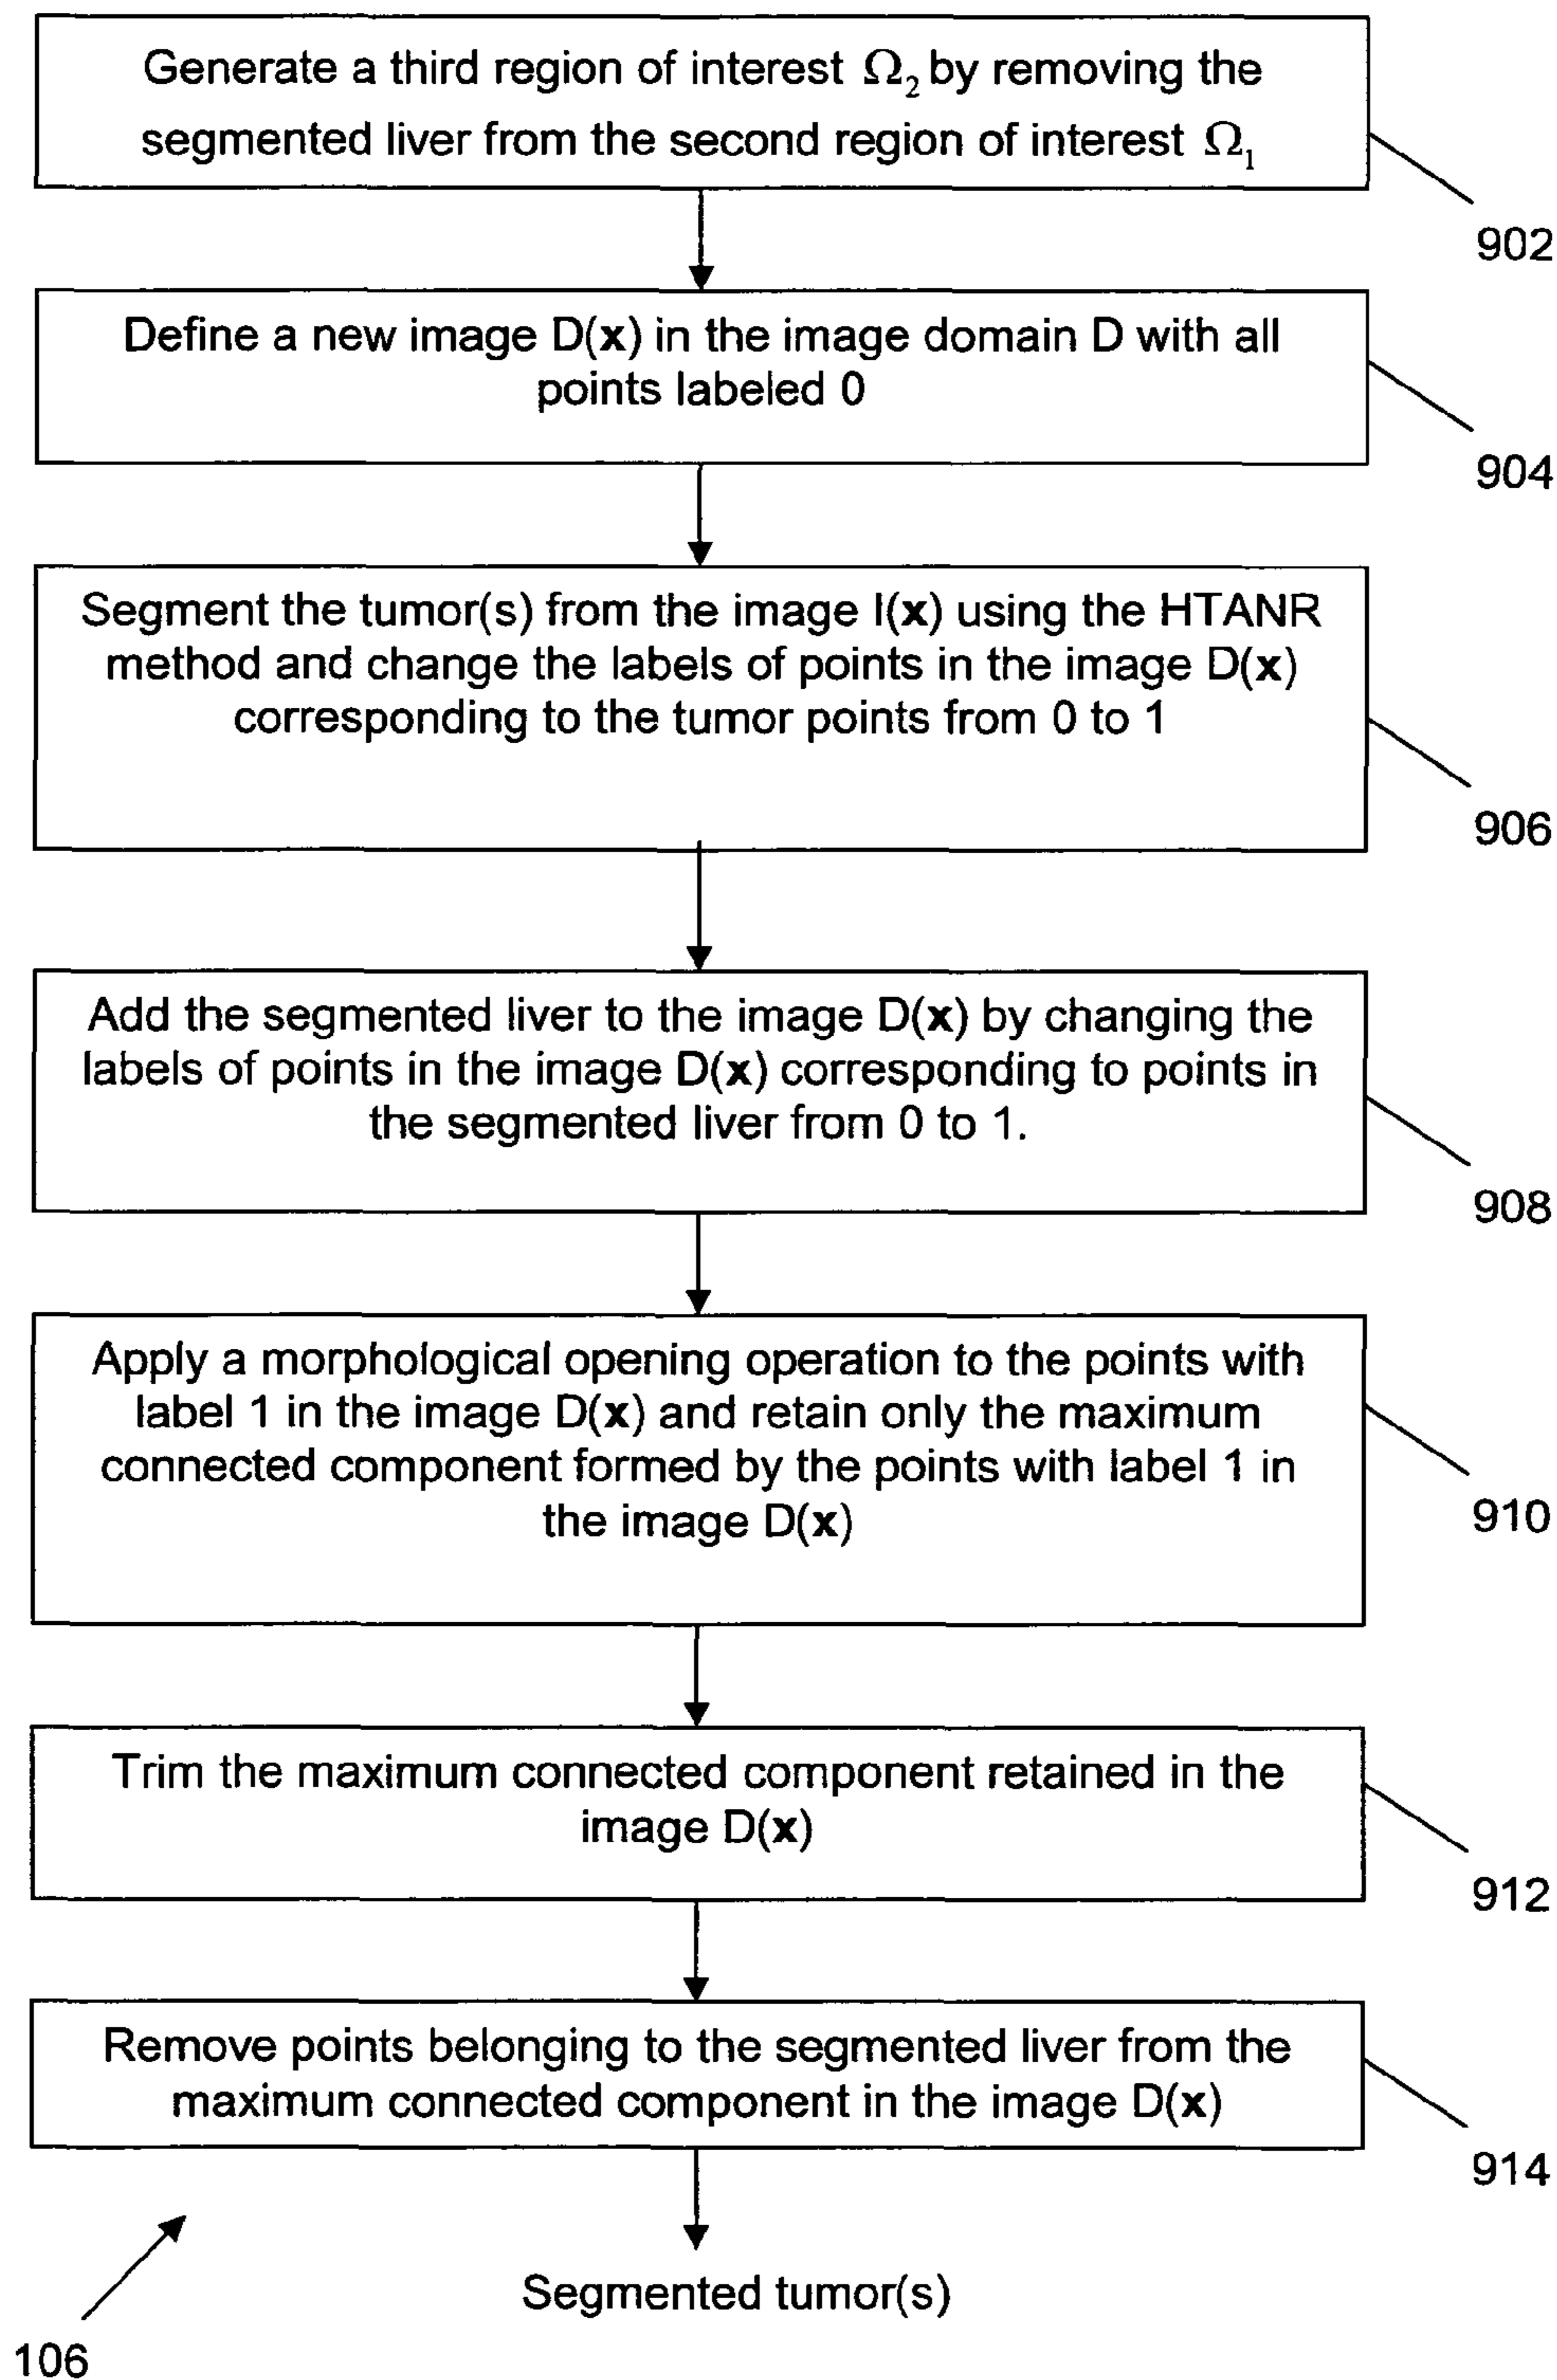 Generate a third region of interest Ω₂ by removing the
segmented liver from the second region of interest Ω₁
902
Define a new image D(x) in the image domain D with all
points labeled 0
904
Segment the tumor(s) from the image I(x) using the HTANR
method and change the labels of points in the image D(x)
corresponding to the tumor points from 0 to 1
906
Add the segmented liver to the image D(x) by changing the
labels of points in the image D(x) corresponding to points in
the segmented liver from 0 to 1.
908
Apply a morphological opening operation to the points with
label 1 in the image D(x) and retain only the maximum
connected component formed by the points with label 1 in
the image D(x)
910
Trim the maximum connected component retained in the
image D(x)
912
Remove points belonging to the segmented liver from the
maximum connected component in the image D(x)
914
Segmented tumor(s)
106